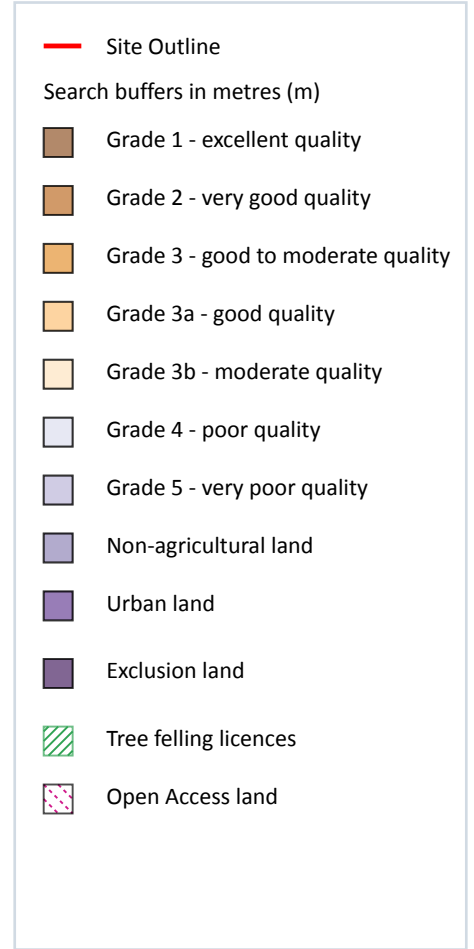 Site Outline
Search buffers in metres (m)
Grade 1 - excellent quality
Grade 2 - very good quality
Grade 3 - good to moderate quality
Grade 3a - good quality
Grade 3b - moderate quality
Grade 4 - poor quality
Grade 5 - very poor quality
Non-agricultural land
Urban land
Exclusion land
Tree felling licences
Open Access land